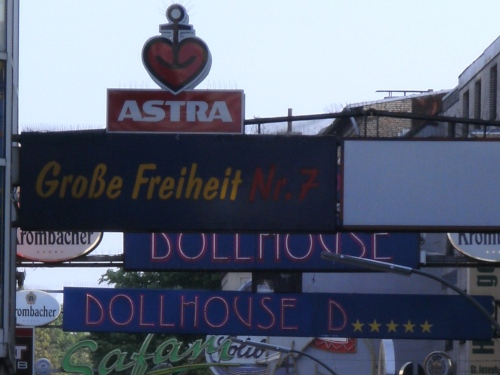 ASTRA
Große Freiheit Nr. 7
Krombacher
DOLLHOUSE
DOLLHOUSE D
Krombacher
Safari